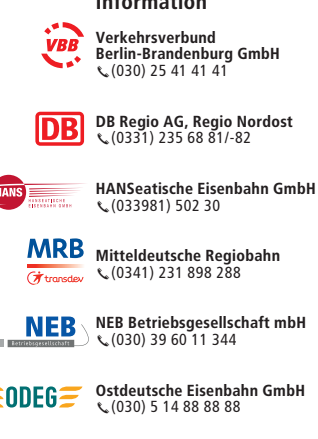 Information
VBB
Verkehrsverbund
Berlin-Brandenburg GmbH
(030) 25 41 41 41
DB
DB Regio AG, Regio Nordost
(0331) 235 68 81/-82
HANS
HANSEATISCHE
EISENBAHN GMBH
HANSeatische Eisenbahn GmbH
(033981) 502 30
MRB
transdev
Mitteldeutsche Regiobahn
(0341) 231 898 288
NEB
Betriebsgesellschaft
NEB Betriebsgesellschaft mbH
(030) 39 60 11 344
ODEG
Ostdeutsche Eisenbahn GmbH
(030) 5 14 88 88 88